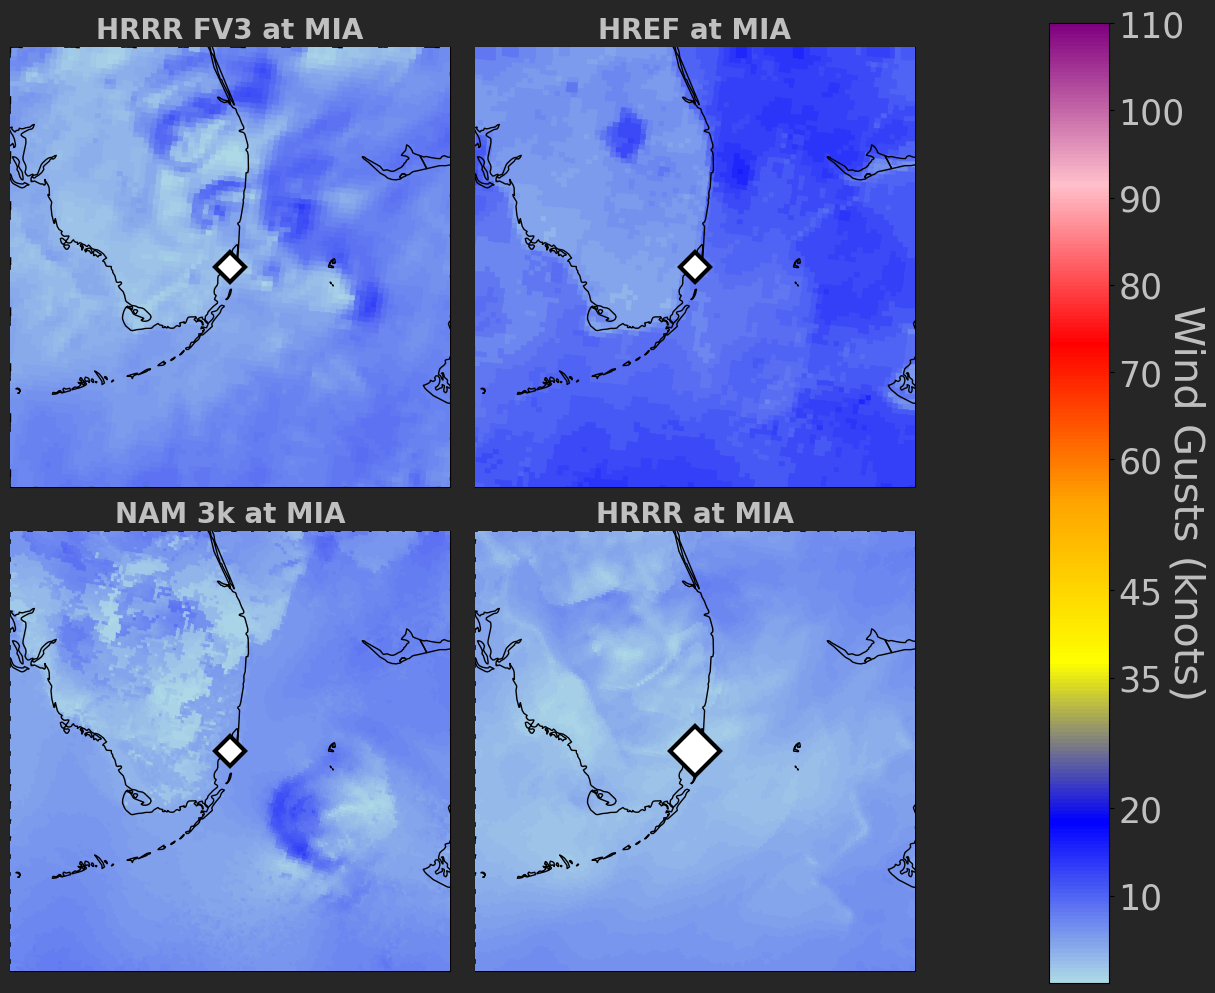 HRRR FV3 at MIA
HREF at MIA
NAM 3k at MIA
HRRR at MIA
110
100
90
80
70
60
45
35
20
10
Wind Gusts (knots)